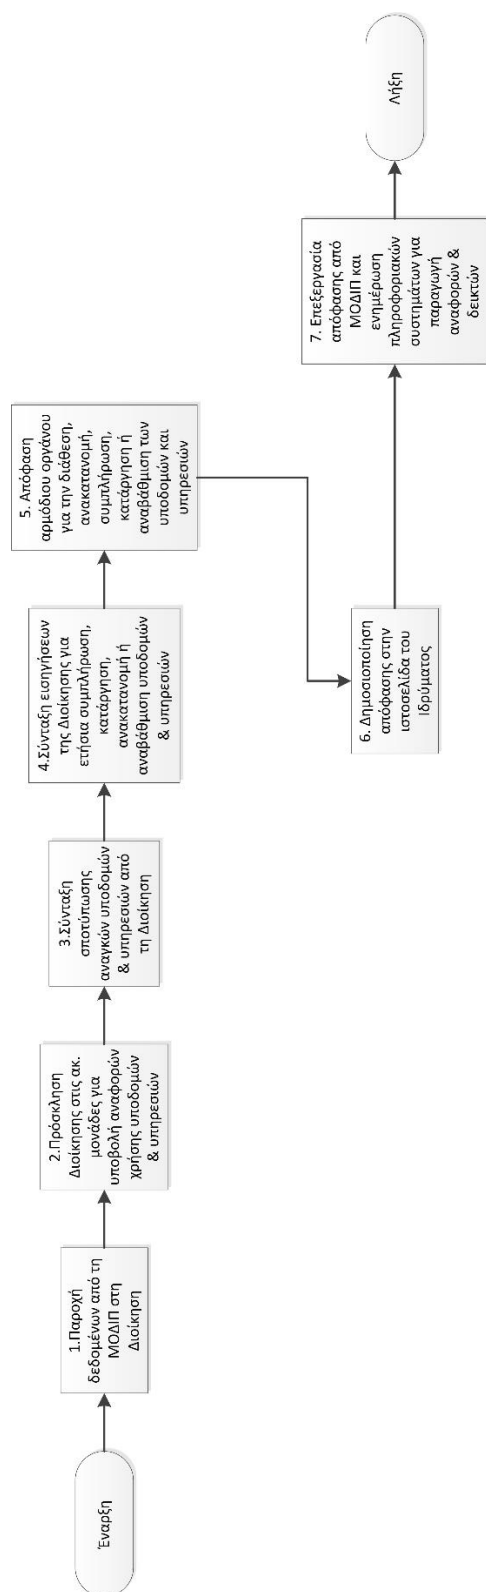 Έναρξη
1.Παροχή
δεδομένων από τη
ΜΟΔΙΠ στη
Διοίκηση
2.Πρόσκληση
Διοίκησης στις ακ.
μονάδες για
υποβολή αναφορών
χρήσης υποδομών
& υπηρεσιών
3.Σύνταξη
σποτύπωσης
αναγκών υποδομών
& υπηρεσιών από
τη Διοίκηση
4.Σύνταξη εισηγήσεων
της Διοίκησης για
ετήσια συμπλήρωση,
κατάργηση,
ανακατανομή ή
αναβάθμιση υποδομών
& υπηρεσιών
5. Απόφαση
αρμόδιου οργάνου
για την διάθεση,
ανακατανομή,
συμπλήρωση,
κατάργηση ή
αναβάθμιση των
υποδομών και
υπηρεσιών
6. Δημοσιοποίηση
απόφασης στην
ιστοσελίδα του
Ιδρύματος
7. Επεξεργασία
απόφασης από
ΜΟΔΙΠ και
ενημέρωση
πληροφοριακών
συστημάτων για
παραγωγή
αναφορών &
δεικτών
Λήξη